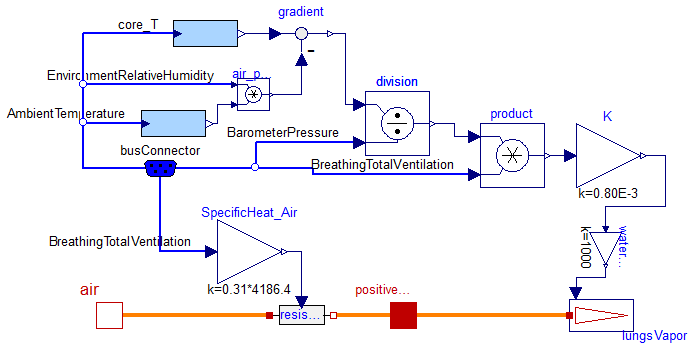 gradient
core_T
-
EnvironmentRelativeHumidity
air_p...
division
AmbientTemperature
product
K
BarometerPressure
busConnector
BreathingTotalVentilation
k=0.80E-3
SpecificHeat_Air
BreathingTotalVentilation
water...
k=1000
k=0.31*4186.4
air
positive...
resis...
lungsVapor